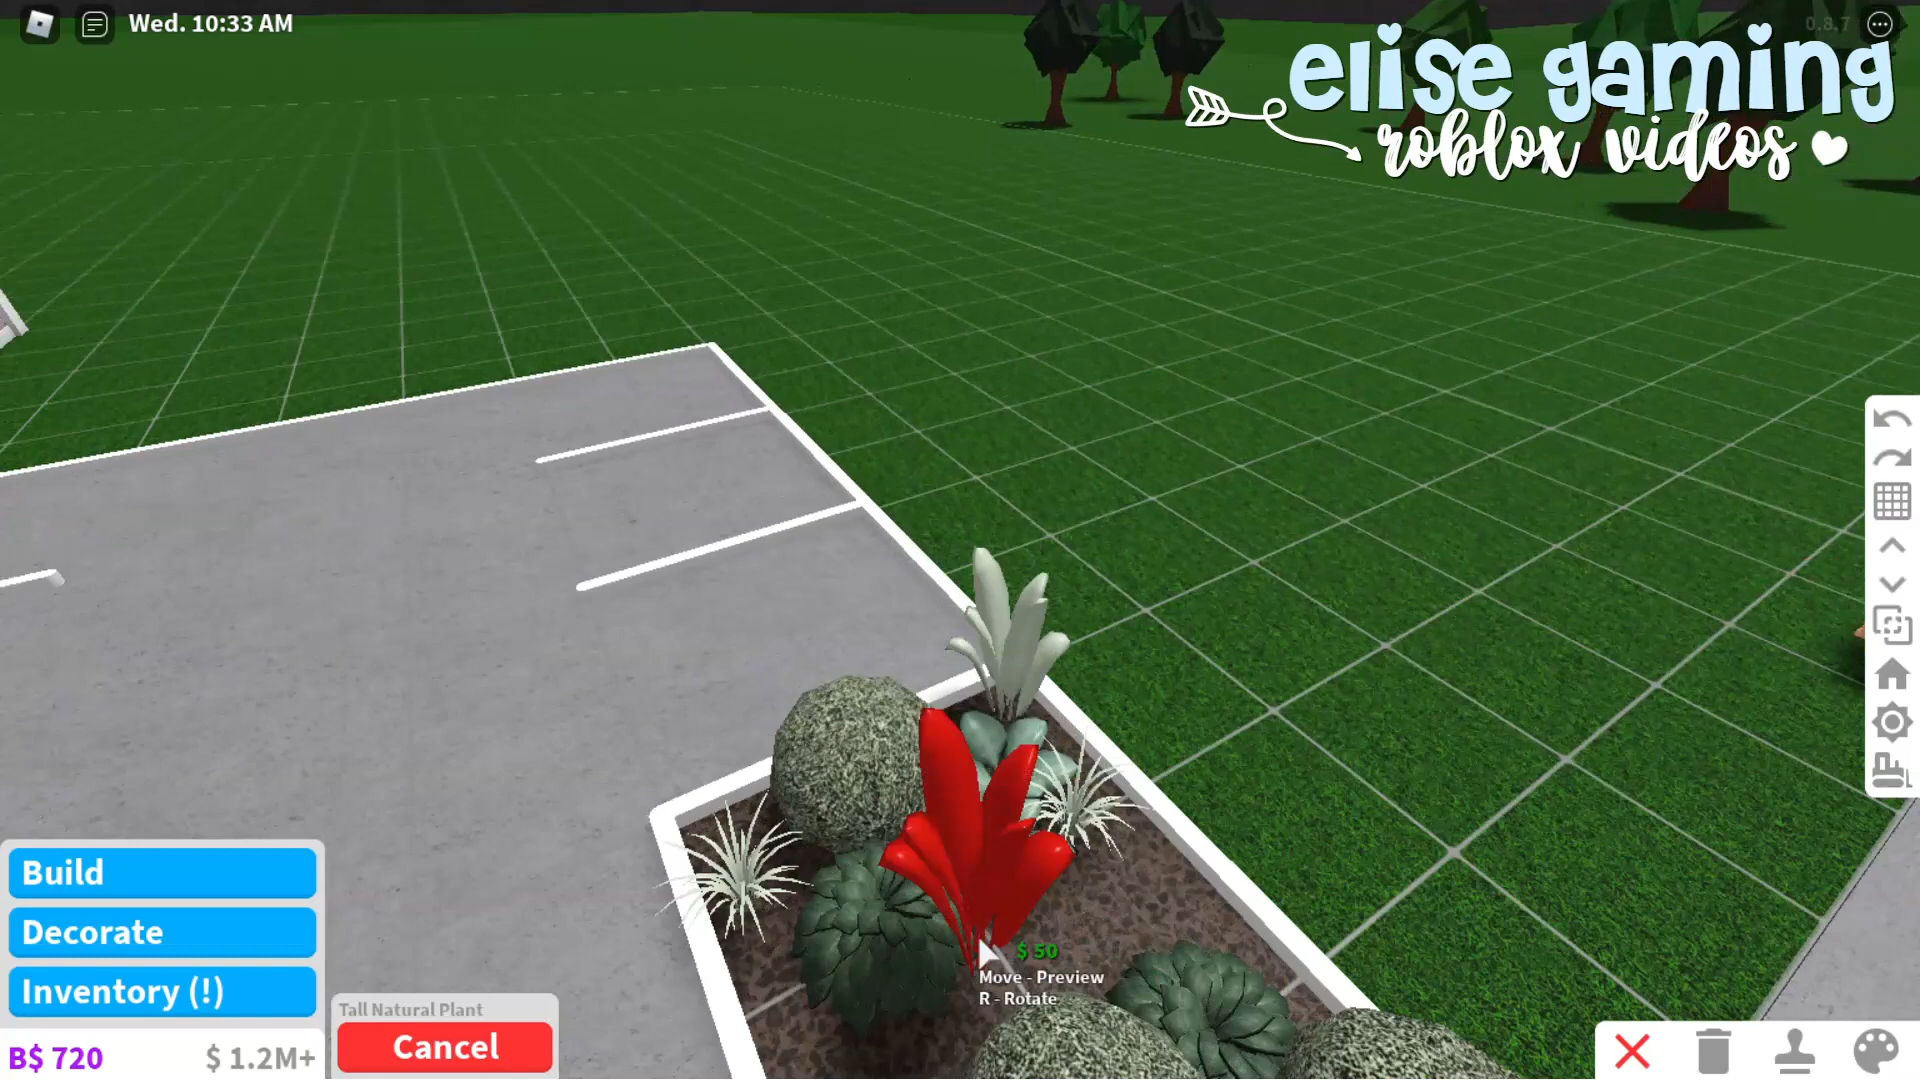 Wed. 10:33 AM
0.8.7
elise gaming
roblox videos
$ 50
Move - Preview
R - Rotate
Build
Decorate
Inventory (!)
Tall Natural Plant
Cancel
B$ 720
$ 1.2M+